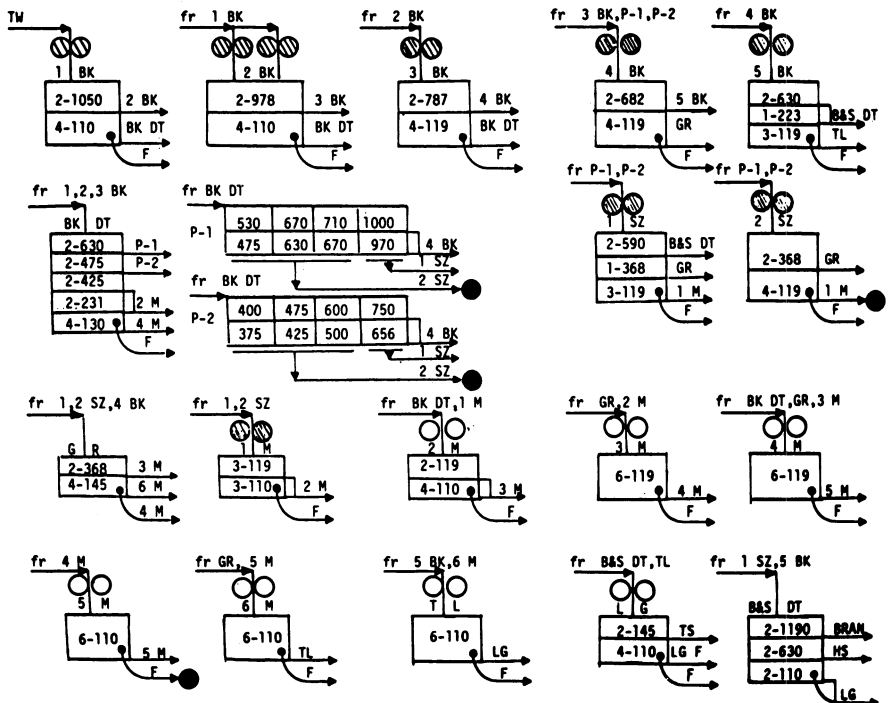 TW
1 BK
2-1050
4-110
2 BK
BK DT
F
fr 1 BK
2 BK
2-978
4-110
3 BK
BK DT
F
fr 2 BK
3 BK
2-787
4-119
4 BK
BK DT
F
fr 3 BK,P-1,P-2
4 BK
2-682
4-119
5 BK
GR
F
fr 4 BK
5 BK
2-630
1-223
3-119
B&S DT
TL
F
fr 1,2,3 BK
BK DT
2-630
2-475
2-425
2-231
4-130
P-1
P-2
2 M
4 M
F
fr BK DT
P-1
530 670 710 1000
475 630 670 970
4 BK
1 SZ
2 SZ
fr BK DT
P-2
400 475 600 750
375 425 500 656
4 BK
1 SZ
2 SZ
fr P-1,P-2
1 SZ
2-590
1-368
3-119
B&S DT
GR
1 M
F
fr P-1,P-2
2 SZ
2-368
4-119
GR
1 M
F
fr 1,2 SZ,4 BK
G R
2-368
4-145
3 M
6 M
4 M
fr 1,2 SZ
1 M
3-119
3-110
2 M
F
fr BK DT,1 M
2 M
2-119
4-110
3 M
F
fr GR,2 M
3 M
6-119
4 M
F
fr BK DT,GR,3 M
4 M
6-119
5 M
F
fr 4 M
5 M
6-110
5 M
F
fr GR, 5 M
6 M
6-110
TL
F
fr 5 BK,6 M
T L
6-110
LG
F
fr B&S DT,TL
L G
2-145
4-110
TS
LG F
F
fr 1 SZ,5 BK
B&S DT
2-1190
2-630
2-110
BRAN
HS
LG